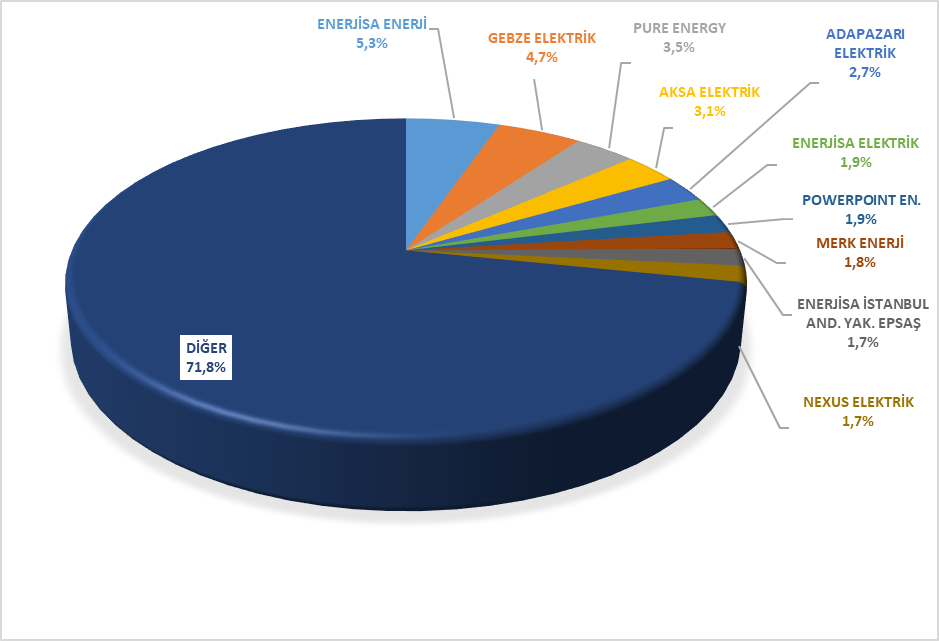 ENERJİSA ENERJİ
5,3%
GEBZE ELEKTRİK
4,7%
PURE ENERGY
3,5%
AKSA ELEKTRİK
3,1%
ADAPAZARI
ELEKTRİK
2,7%
ENERJİSA ELEKTRİK
1,9%
POWERPOINT EN.
1,9%
MERK ENERJİ
1,8%
ENERJİSA İSTANBUL
AND. YAK. EPSAŞ
1,7%
NEXUS ELEKTRİK
1,7%
DİĞER
71,8%